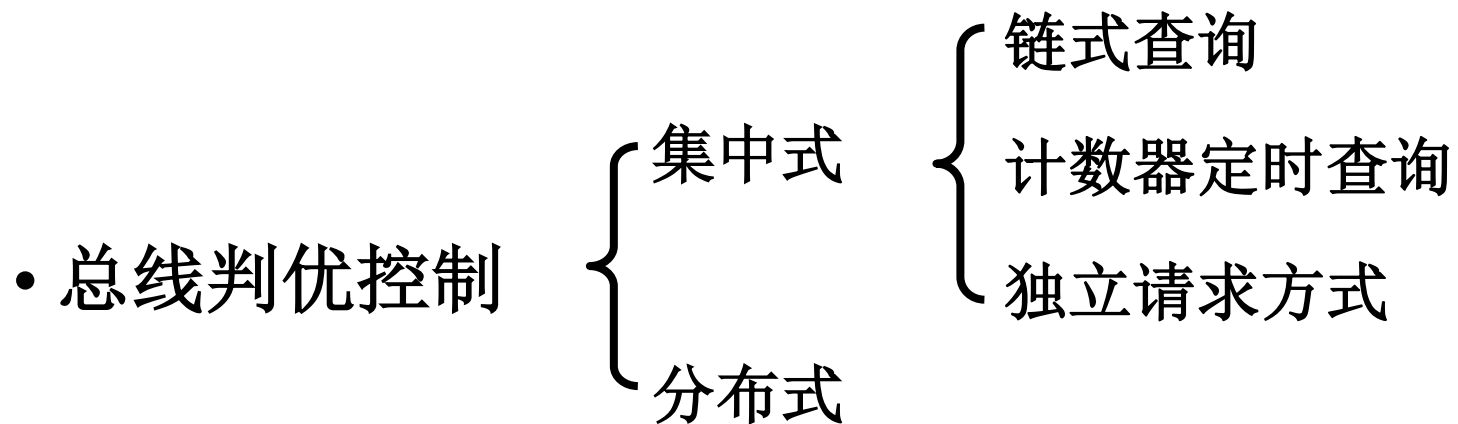 链式查询
集中式
计数器定时查询
• 总线判优控制
独立请求方式
分布式